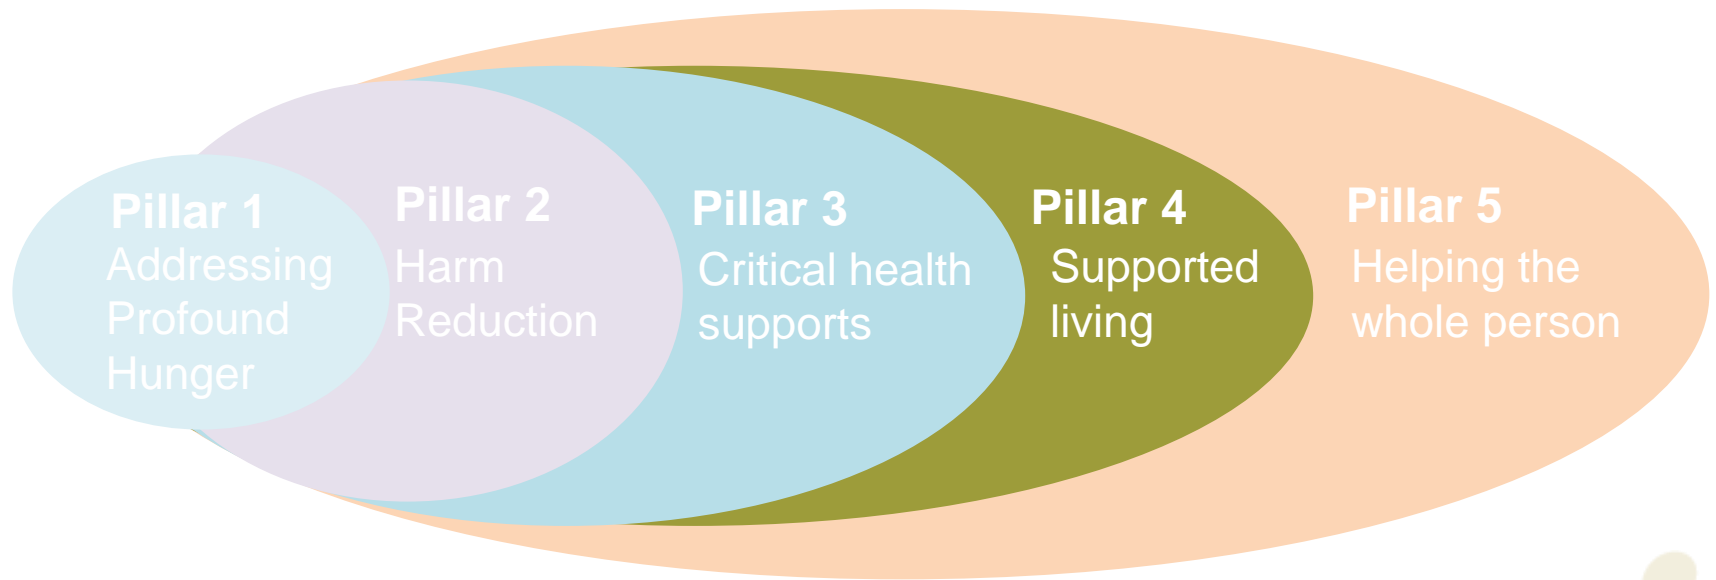 Pillar 1
Addressing
Profound
Hunger
Pillar 2
Harm
Reduction
Pillar 3
Critical health
supports
Pillar 4
Supported
living
Pillar 5
Helping the
whole person